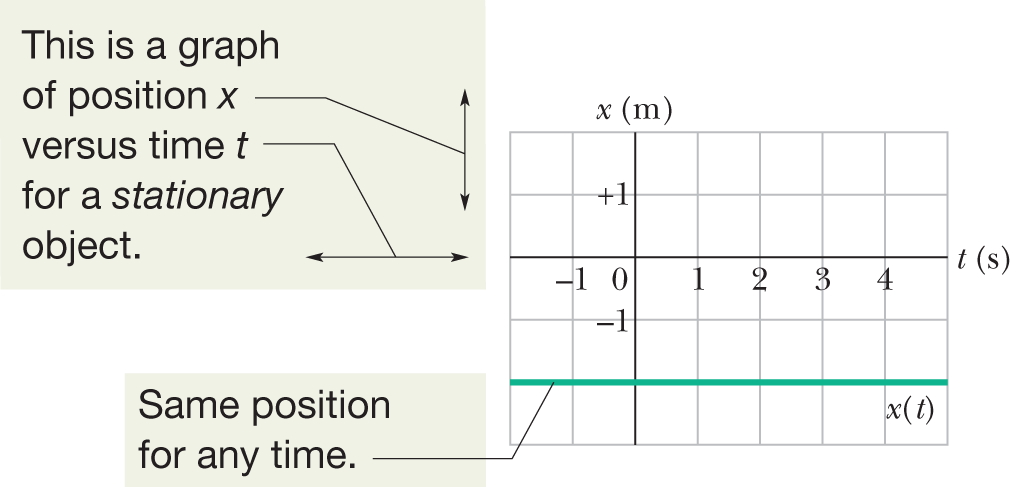 This is a graph
of position x
versus time t
for a stationary
object.
x (m)
+1
t (s)
–1 0 1 2 3 4
–1
x(t)
Same position
for any time.